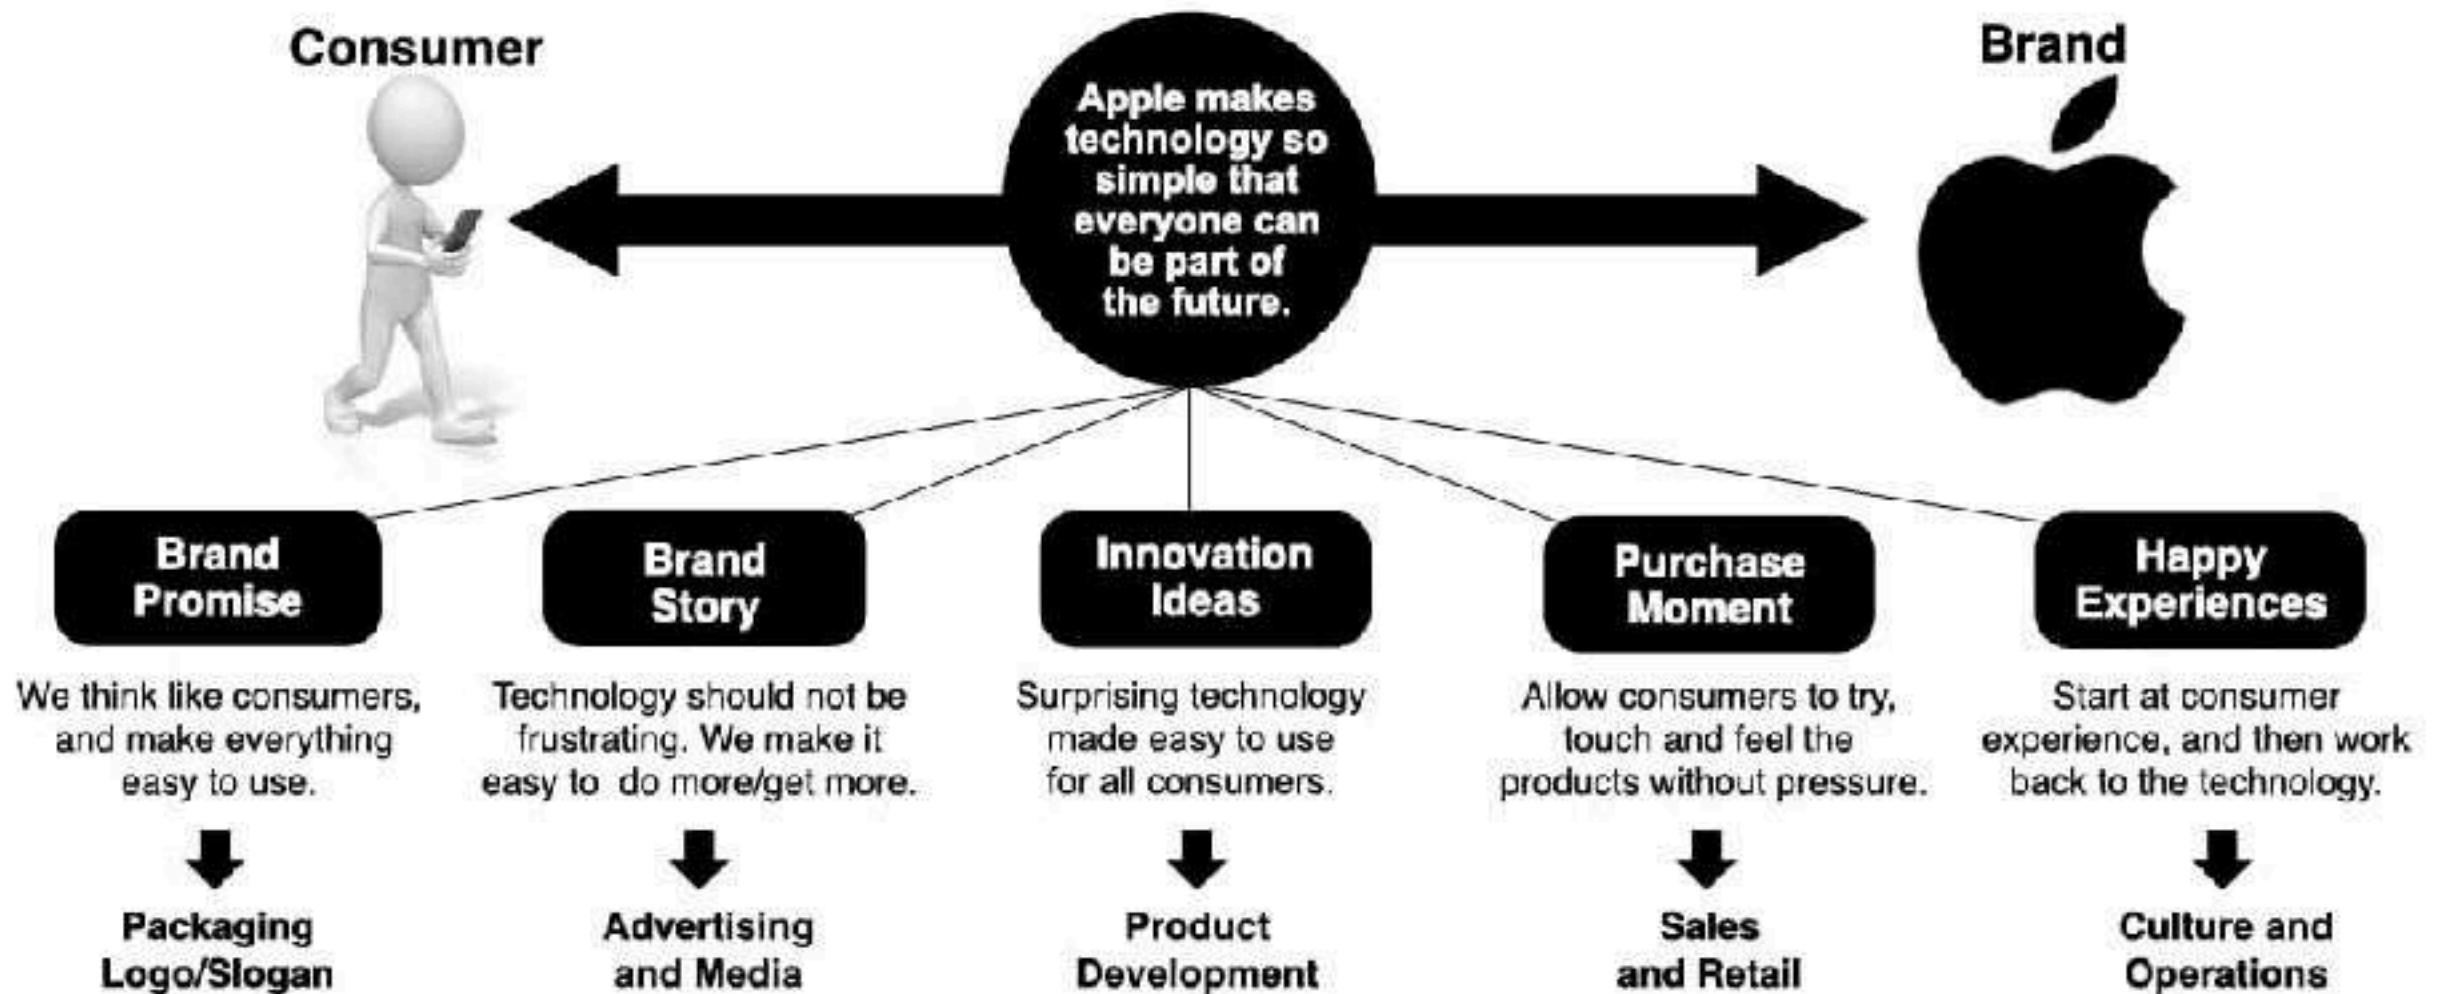 Consumer
Brand
Apple makes
technology so
simple that
everyone can
be part of
the future.
Brand
Promise
We think like consumers,
and make everything
easy to use.
Packaging
Logo/Slogan
Brand
Story
Technology should not be
frustrating. We make it
easy to do more/get more.
Advertising
and Media
Innovation
Ideas
Surprising technology
made easy to use
for all consumers.
Product
Development
Purchase
Moment
Allow consumers to try,
touch and feel the
products without pressure.
Sales
and Retail
Happy
Experiences
Start at consumer
experience, and then work
back to the technology.
Culture and
Operations